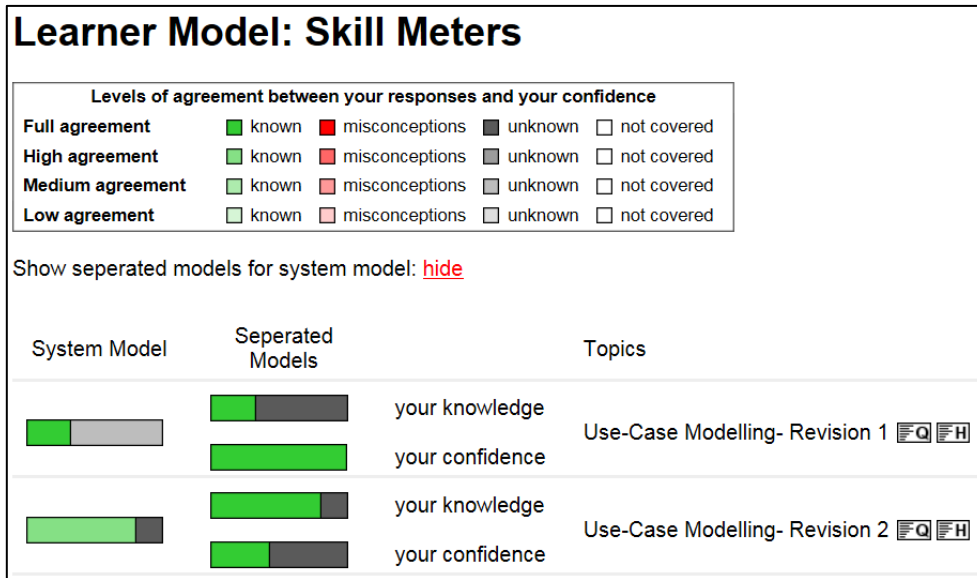 Learner Model: Skill Meters
Levels of agreement between your responses and your confidence
Full agreement known misconceptions unknown not covered
High agreement known misconceptions unknown not covered
Medium agreement known misconceptions unknown not covered
Low agreement known misconceptions unknown not covered
Show seperated models for system model: hide
System Model Seperated Models Topics
your knowledge
Use-Case Modelling- Revision 1 Q H
your confidence
your knowledge
Use-Case Modelling- Revision 2 Q H
your confidence